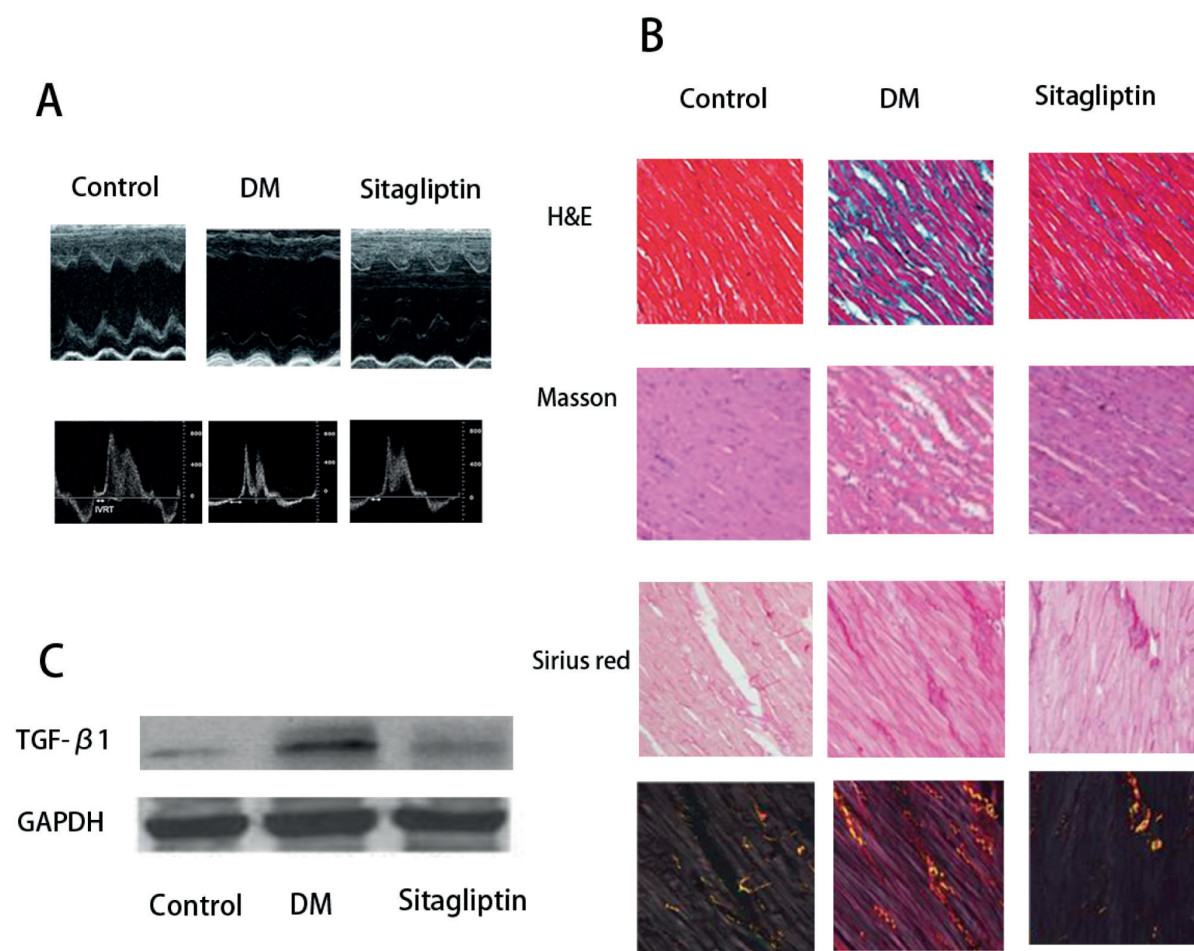 A
Control DM Sitagliptin
800
400
0
IVRT
600
400
0
800
400
0
B
Control DM Sitagliptin
H&E
Masson
Sirius red
C
TGF-β1
GAPDH
Control DM Sitagliptin